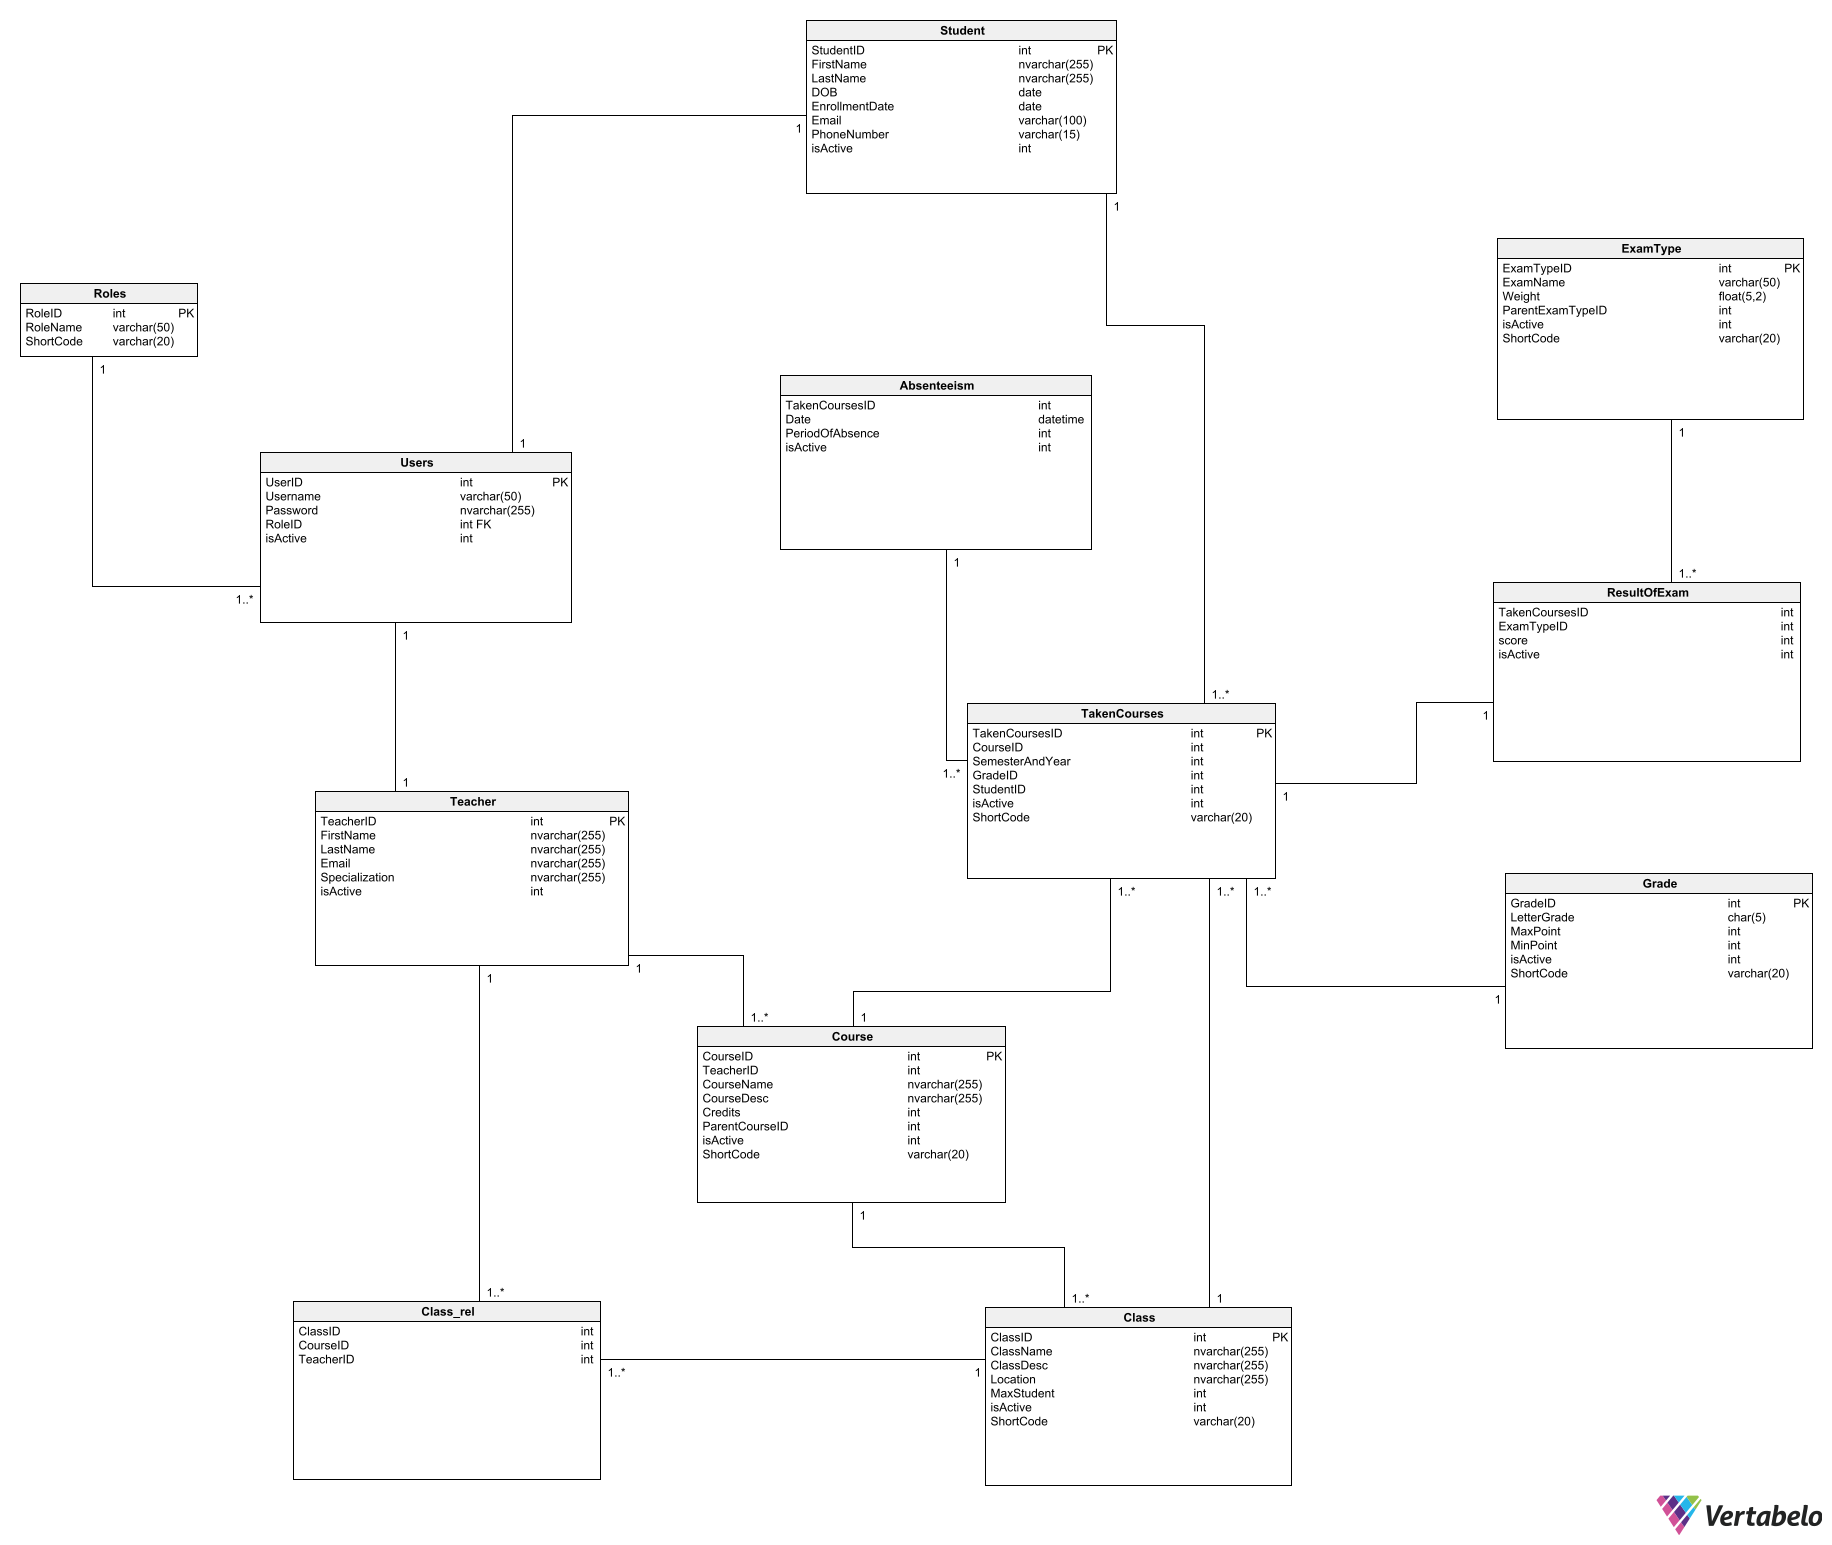 Student
StudentID int PK
FirstName nvarchar(255)
LastName nvarchar(255)
DOB date
EnrollmentDate date
Email varchar(100)
PhoneNumber varchar(15)
isActive int
1
1
ExamType
ExamTypeID int PK
ExamName varchar(50)
Weight float(5,2)
ParentExamTypeID int
isActive int
ShortCode varchar(20)
1
Roles
RoleID int PK
RoleName varchar(50)
ShortCode varchar(20)
1
Absenteeism
TakenCoursesID int
Date datetime
PeriodOfAbsence int
isActive int
1
1
Users
UserID int PK
Username varchar(50)
Password nvarchar(255)
RoleID int FK
isActive int
1..*
1
1..*
ResultOfExam
TakenCoursesID int
ExamTypeID int
score int
isActive int
1
1..*
TakenCourses
TakenCoursesID int PK
CourseID int
SemesterAndYear int
GradeID int
StudentID int
isActive int
ShortCode varchar(20)
1..*
1
1..*
1..*
1..*
1
Teacher
TeacherID int PK
FirstName nvarchar(255)
LastName nvarchar(255)
Email nvarchar(255)
Specialization nvarchar(255)
isActive int
1
1
Grade
GradeID int PK
LetterGrade char(5)
MaxPoint int
MinPoint int
isActive int
ShortCode varchar(20)
1
1..*
1
Course
CourseID int PK
TeacherID int
CourseName nvarchar(255)
CourseDesc nvarchar(255)
Credits int
ParentCourseID int
isActive int
ShortCode varchar(20)
1
1..*
Class_rel
ClassID int
CourseID int
TeacherID int
1..*
1..*
1
Class
ClassID int PK
ClassName nvarchar(255)
ClassDesc nvarchar(255)
Location nvarchar(255)
MaxStudent int
isActive int
ShortCode varchar(20)
1
Vertabelo